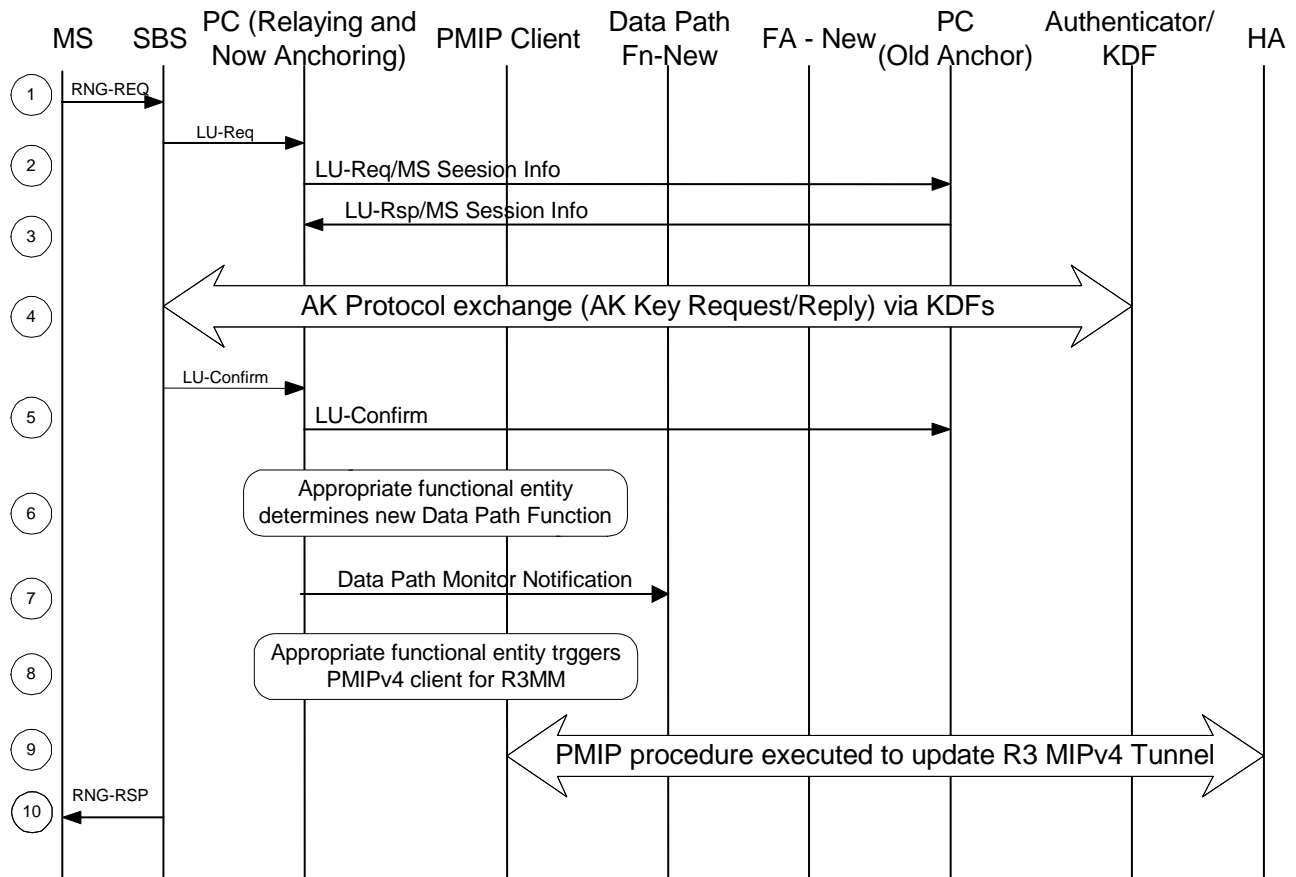 MS
SBS
PC (Relaying and
Now Anchoring)
PMIP Client
Data Path
Fn-New
FA - New
PC
(Old Anchor)
Authenticator/
KDF
HA
1
RNG-REQ
LU-Req
2
LU-Req/MS Seesion Info
LU-Rsp/MS Session Info
3
4
AK Protocol exchange (AK Key Request/Reply) via KDFs
LU-Confirm
5
LU-Confirm
6
Appropriate functional entity
determines new Data Path Function
7
Data Path Monitor Notification
8
Appropriate functional entity trggers
PMIPv4 client for R3MM
9
PMIP procedure executed to update R3 MIPv4 Tunnel
10
RNG-RSP